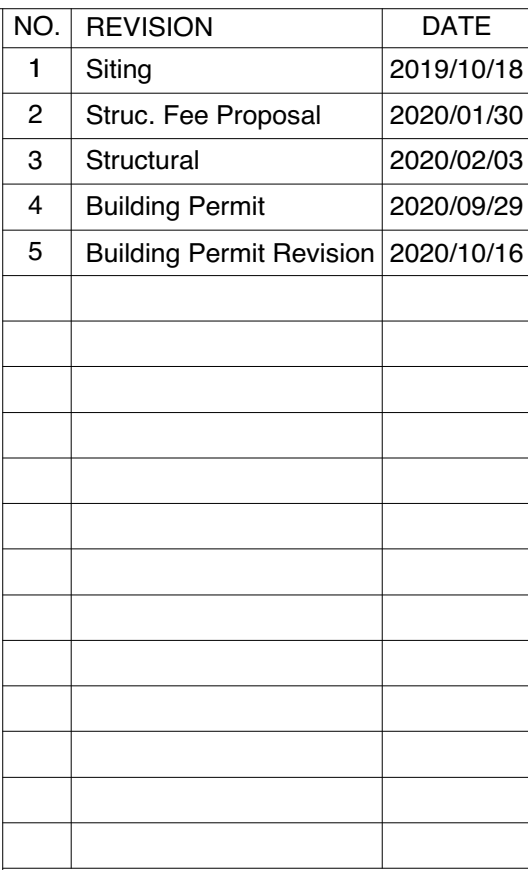 NO. REVISION DATE
1 Siting 2019/10/18
2 Struc. Fee Proposal 2020/01/30
3 Structural 2020/02/03
4 Building Permit 2020/09/29
5 Building Permit Revision 2020/10/16